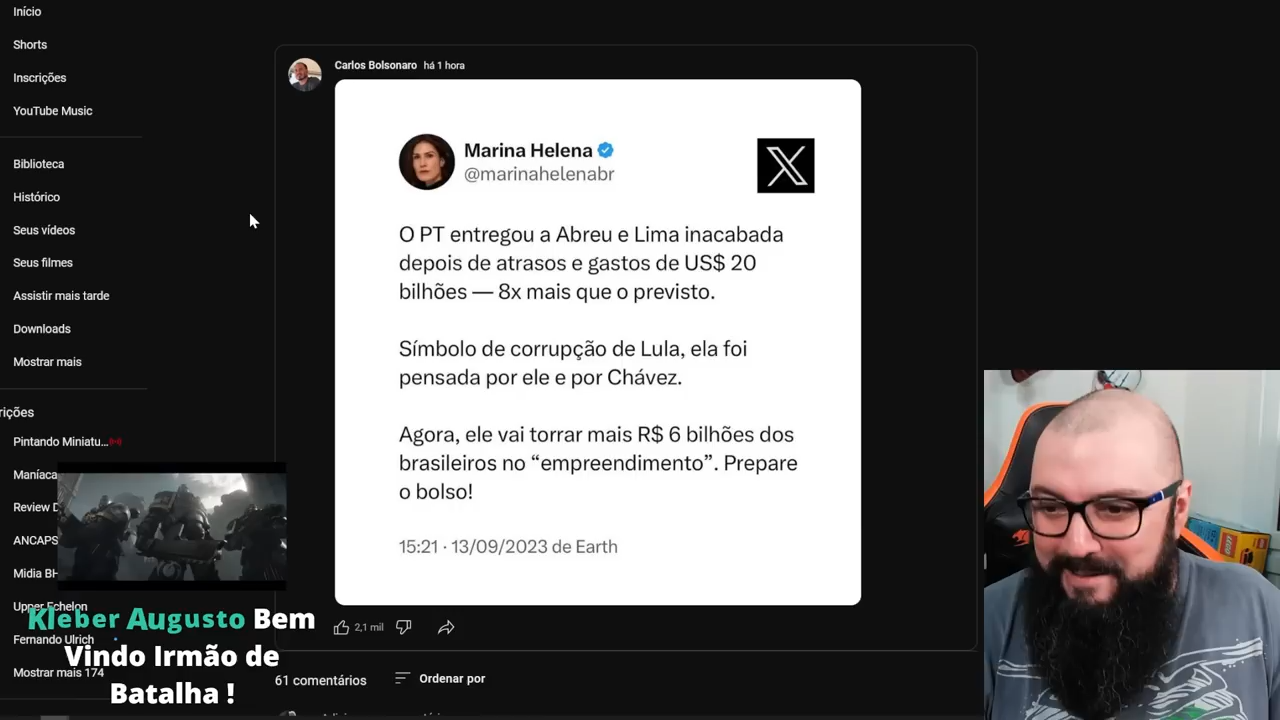 Início
Shorts
Inscrições
YouTube Music
Biblioteca
Histórico
Seus vídeos
Seus filmes
Assistir mais tarde
Downloads
Mostrar mais
rições
Pintando Miniatu...
Maníaca
Review D
ANCAPS
Midia BH
Upper Echelon
Fernando Ulrich
Mostrar mais 174
Kleber Augusto Bem
Vindo Irmão de
Batalha !
Carlos Bolsonaro há 1 hora
Marina Helena
@marinahelenabr
X
O PT entregou a Abreu e Lima inacabada
depois de atrasos e gastos de US$ 20
bilhões — 8x mais que o previsto.
Símbolo de corrupção de Lula, ela foi
pensada por ele e por Chávez.
Agora, ele vai torrar mais R$ 6 bilhões dos
brasileiros no “empreendimento”. Prepare
o bolso!
15:21 · 13/09/2023 de Earth
2,1 mil
61 comentários
Ordenar por
LEGO